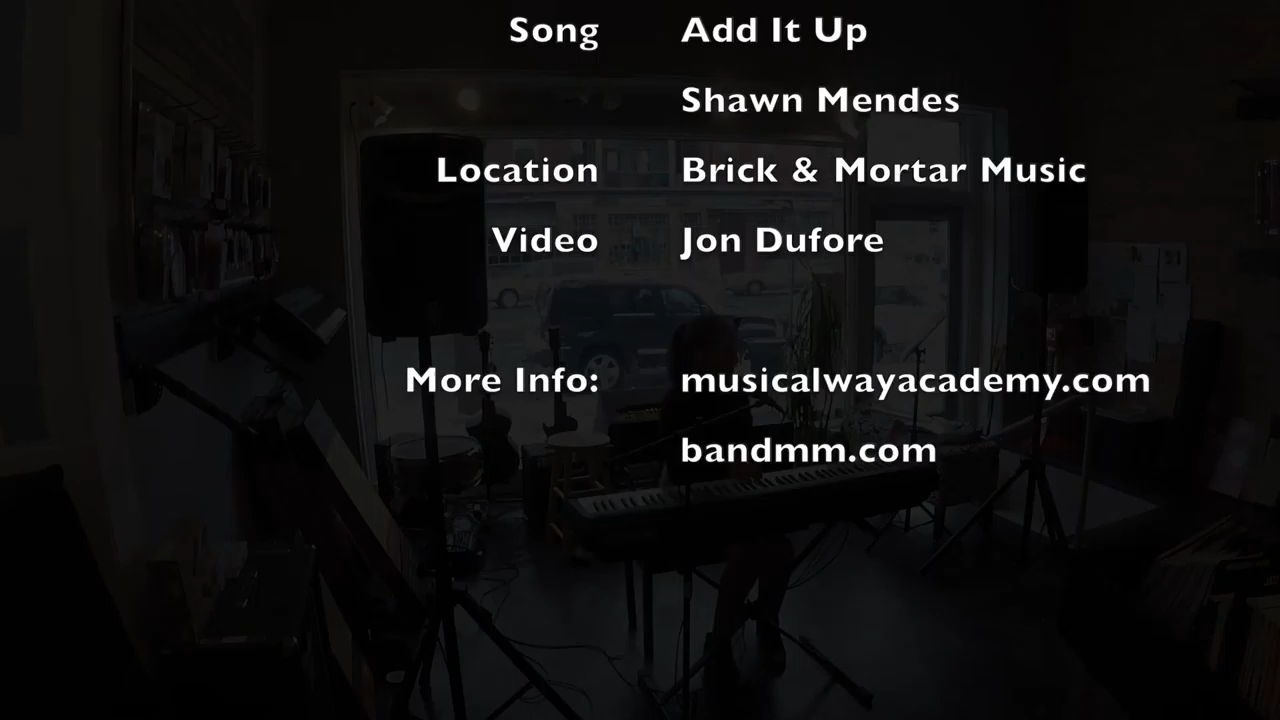 Song Add It Up
Shawn Mendes
Location Brick & Mortar Music
Video Jon Dufore
More Info: musicalwayacademy.com
bandmm.com